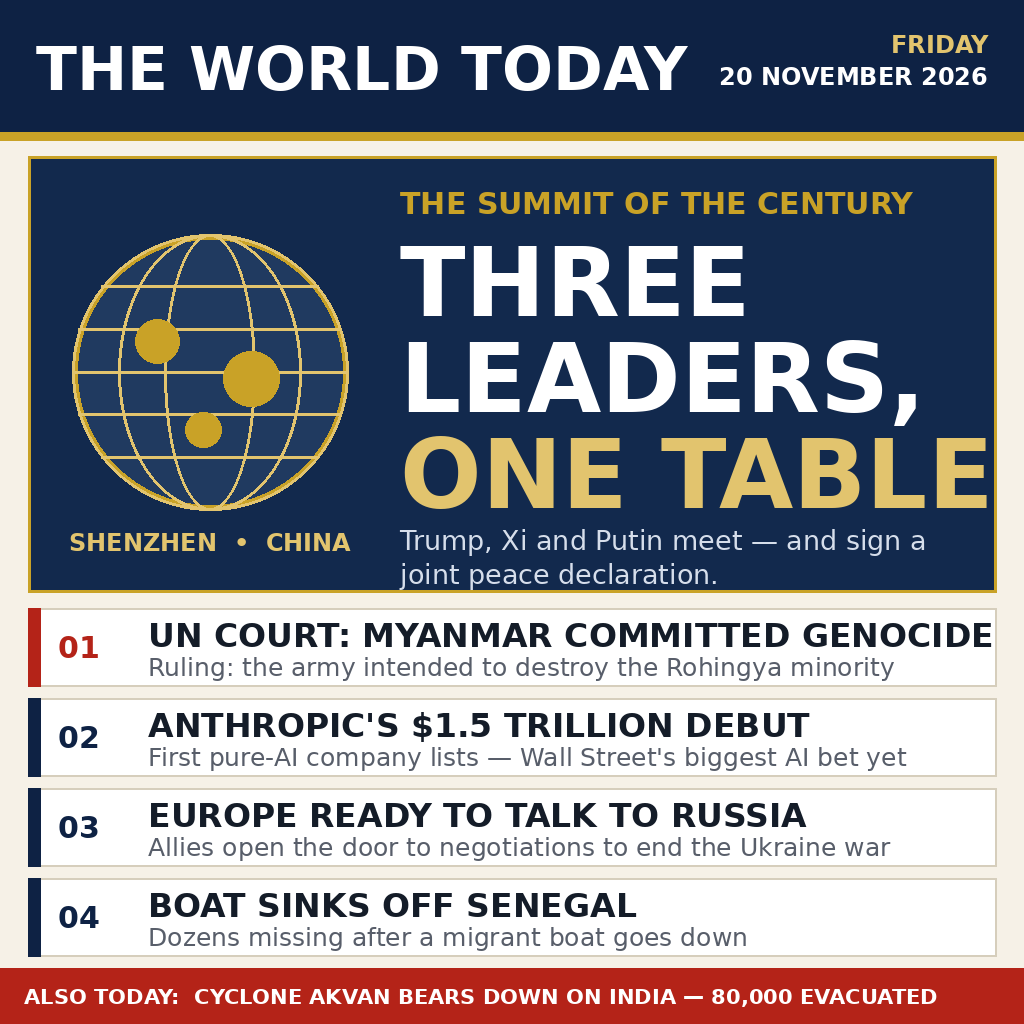 THE WORLD TODAY
FRIDAY
20 NOVEMBER 2026
THE SUMMIT OF THE CENTURY
THREE
LEADERS,
ONE TABLE
Trump, Xi and Putin meet — and sign a
joint peace declaration.
SHENZHEN • CHINA
01
UN COURT: MYANMAR COMMITTED GENOCIDE
Ruling: the army intended to destroy the Rohingya minority
02
ANTHROPIC'S $1.5 TRILLION DEBUT
First pure-AI company lists — Wall Street's biggest AI bet yet
03
EUROPE READY TO TALK TO RUSSIA
Allies open the door to negotiations to end the Ukraine war
04
BOAT SINKS OFF SENEGAL
Dozens missing after a migrant boat goes down
ALSO TODAY: CYCLONE AKVAN BEARS DOWN ON INDIA — 80,000 EVACUATED